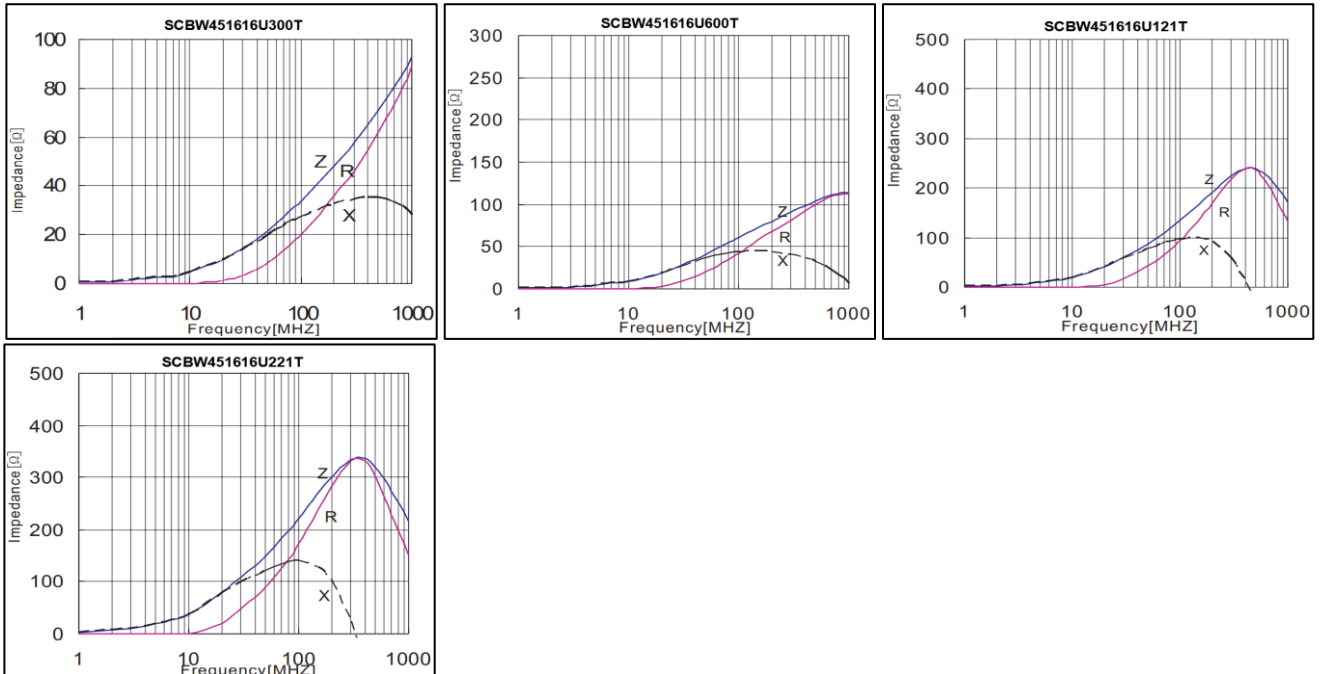 SCBW451616U300T
100
80
60
40
20
0
Impedance[Ω]
Z
R
X
1 10 100 1000
Frequency[MHZ]
SCBW451616U600T
300
250
200
150
100
50
0
Impedance[Ω]
Z
R
X
1 10 100 1000
Frequency[MHZ]
SCBW451616U121T
500
400
300
200
100
0
Impedance[Ω]
Z
R
X
1 10 100 1000
Frequency[MHZ]
SCBW451616U221T
500
400
300
200
100
0
Impedance[Ω]
Z
R
X
1 10 100 1000
Frequency[MHZ]